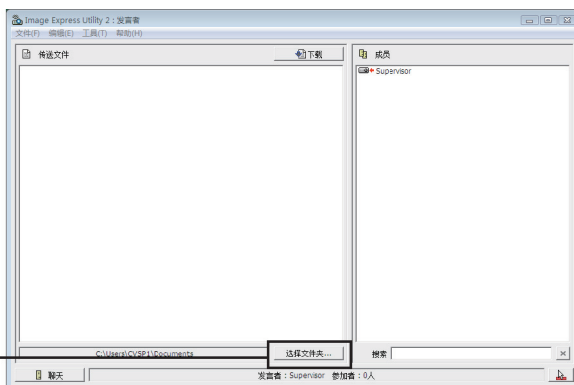 Image Express Utility 2 : 发言者
文件(F) 编辑(E) 工具(T) 帮助(H)
传送文件 下载 成员
Supervisor
C:\Users\CVSP1\Documents 选择文件夹... 搜索
聊天 发言者：Supervisor 参加者：0人